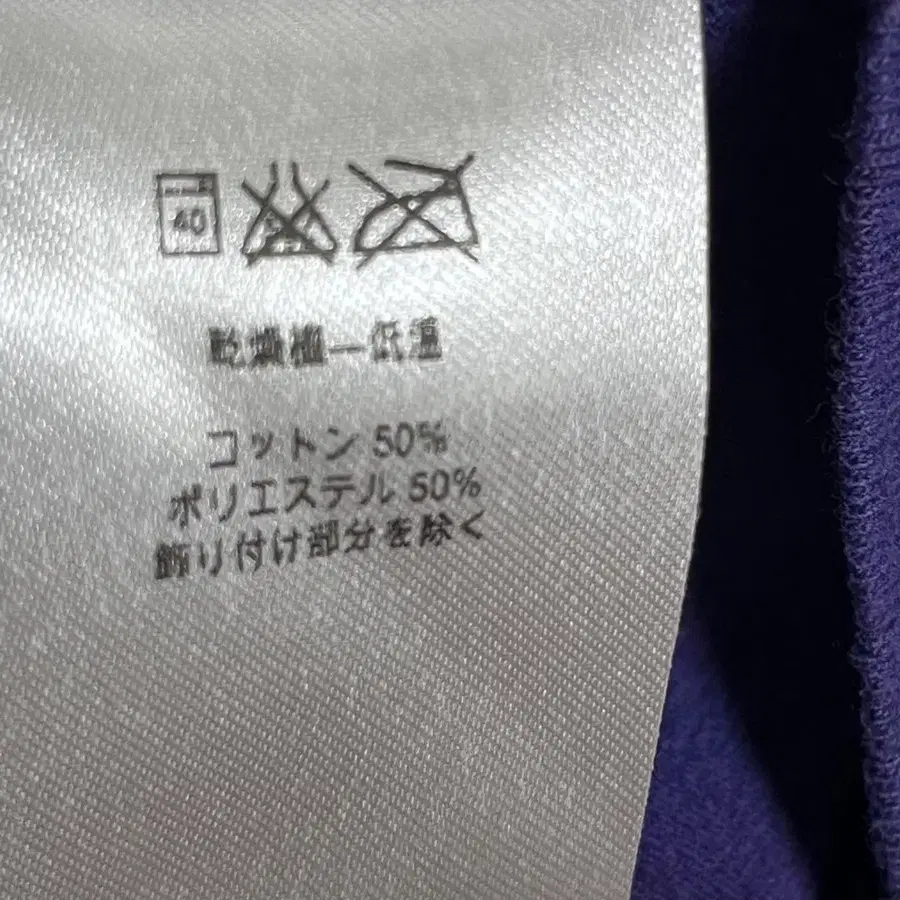 40
乾燥機—低温
コットン 50%
ポリエステル 50%
飾り付け部分を除く